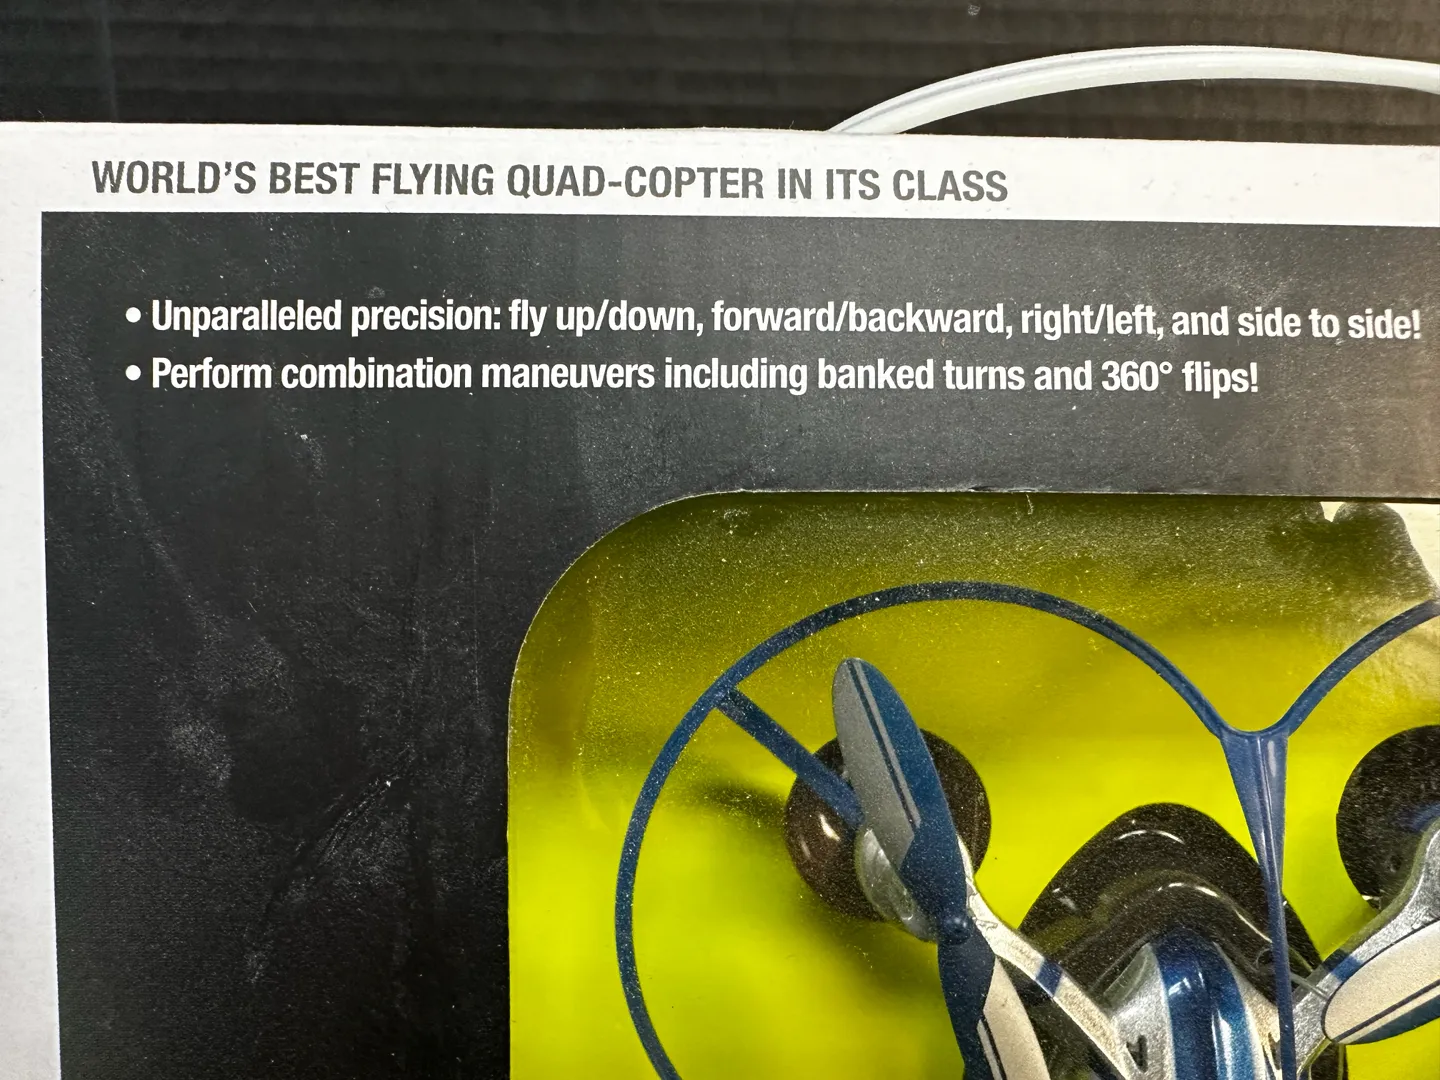 WORLD'S BEST FLYING QUAD-COPTER IN ITS CLASS
• Unparalleled precision: fly up/down, forward/backward, right/left, and side to side!
• Perform combination maneuvers including banked turns and 360° flips!